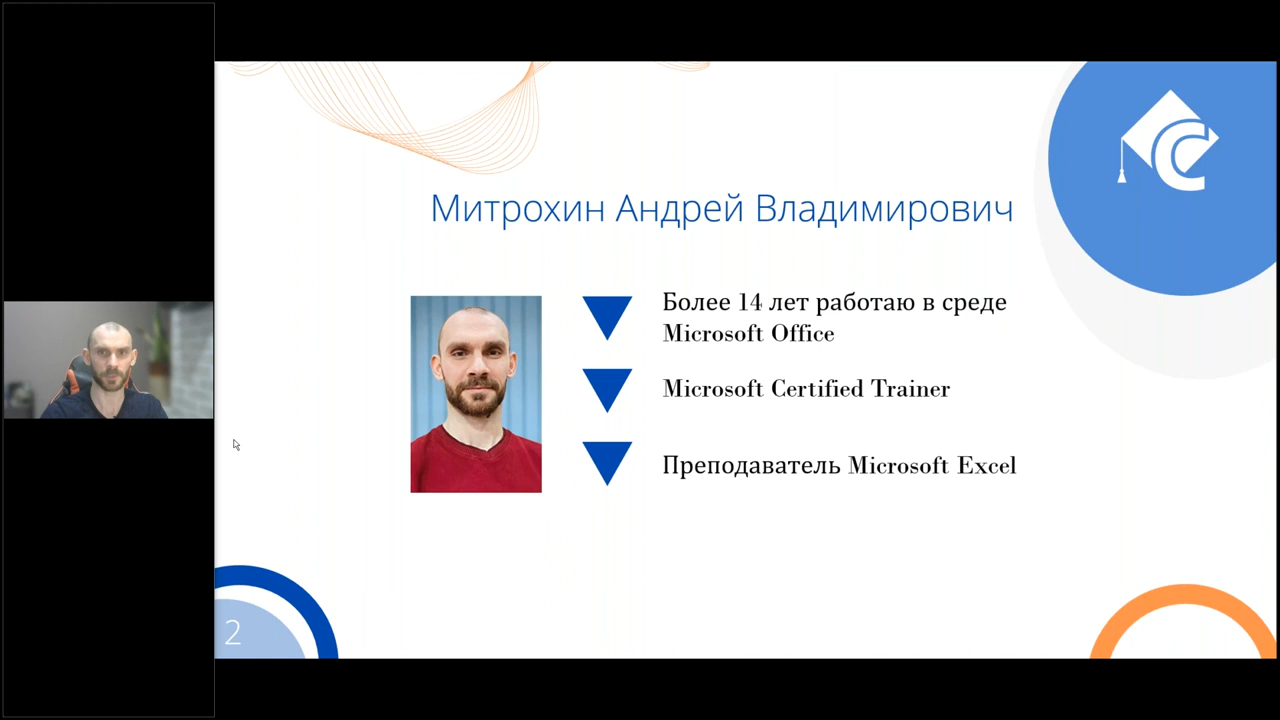 Митрохин Андрей Владимирович
Более 14 лет работаю в среде
Microsoft Office
Microsoft Certified Trainer
Преподаватель Microsoft Excel
2